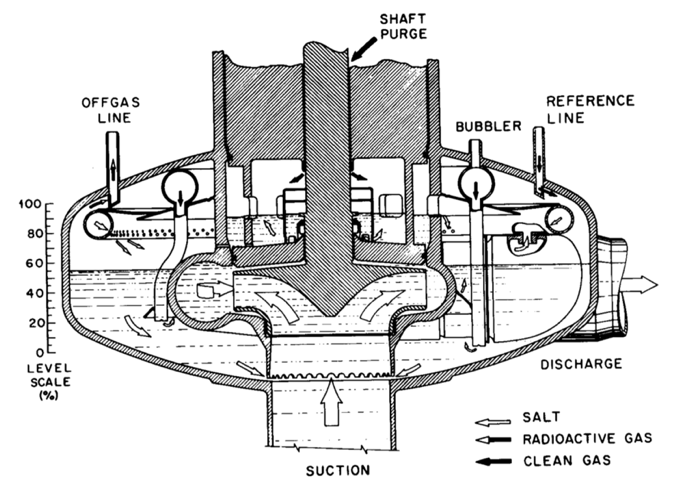 SHAFT
PURGE
OFFGAS
LINE
REFERENCE
LINE
BUBBLER
100
80
60
40
20
0
LEVEL
SCALE
(%)
DISCHARGE
SUCTION
SALT
RADIOACTIVE GAS
CLEAN GAS